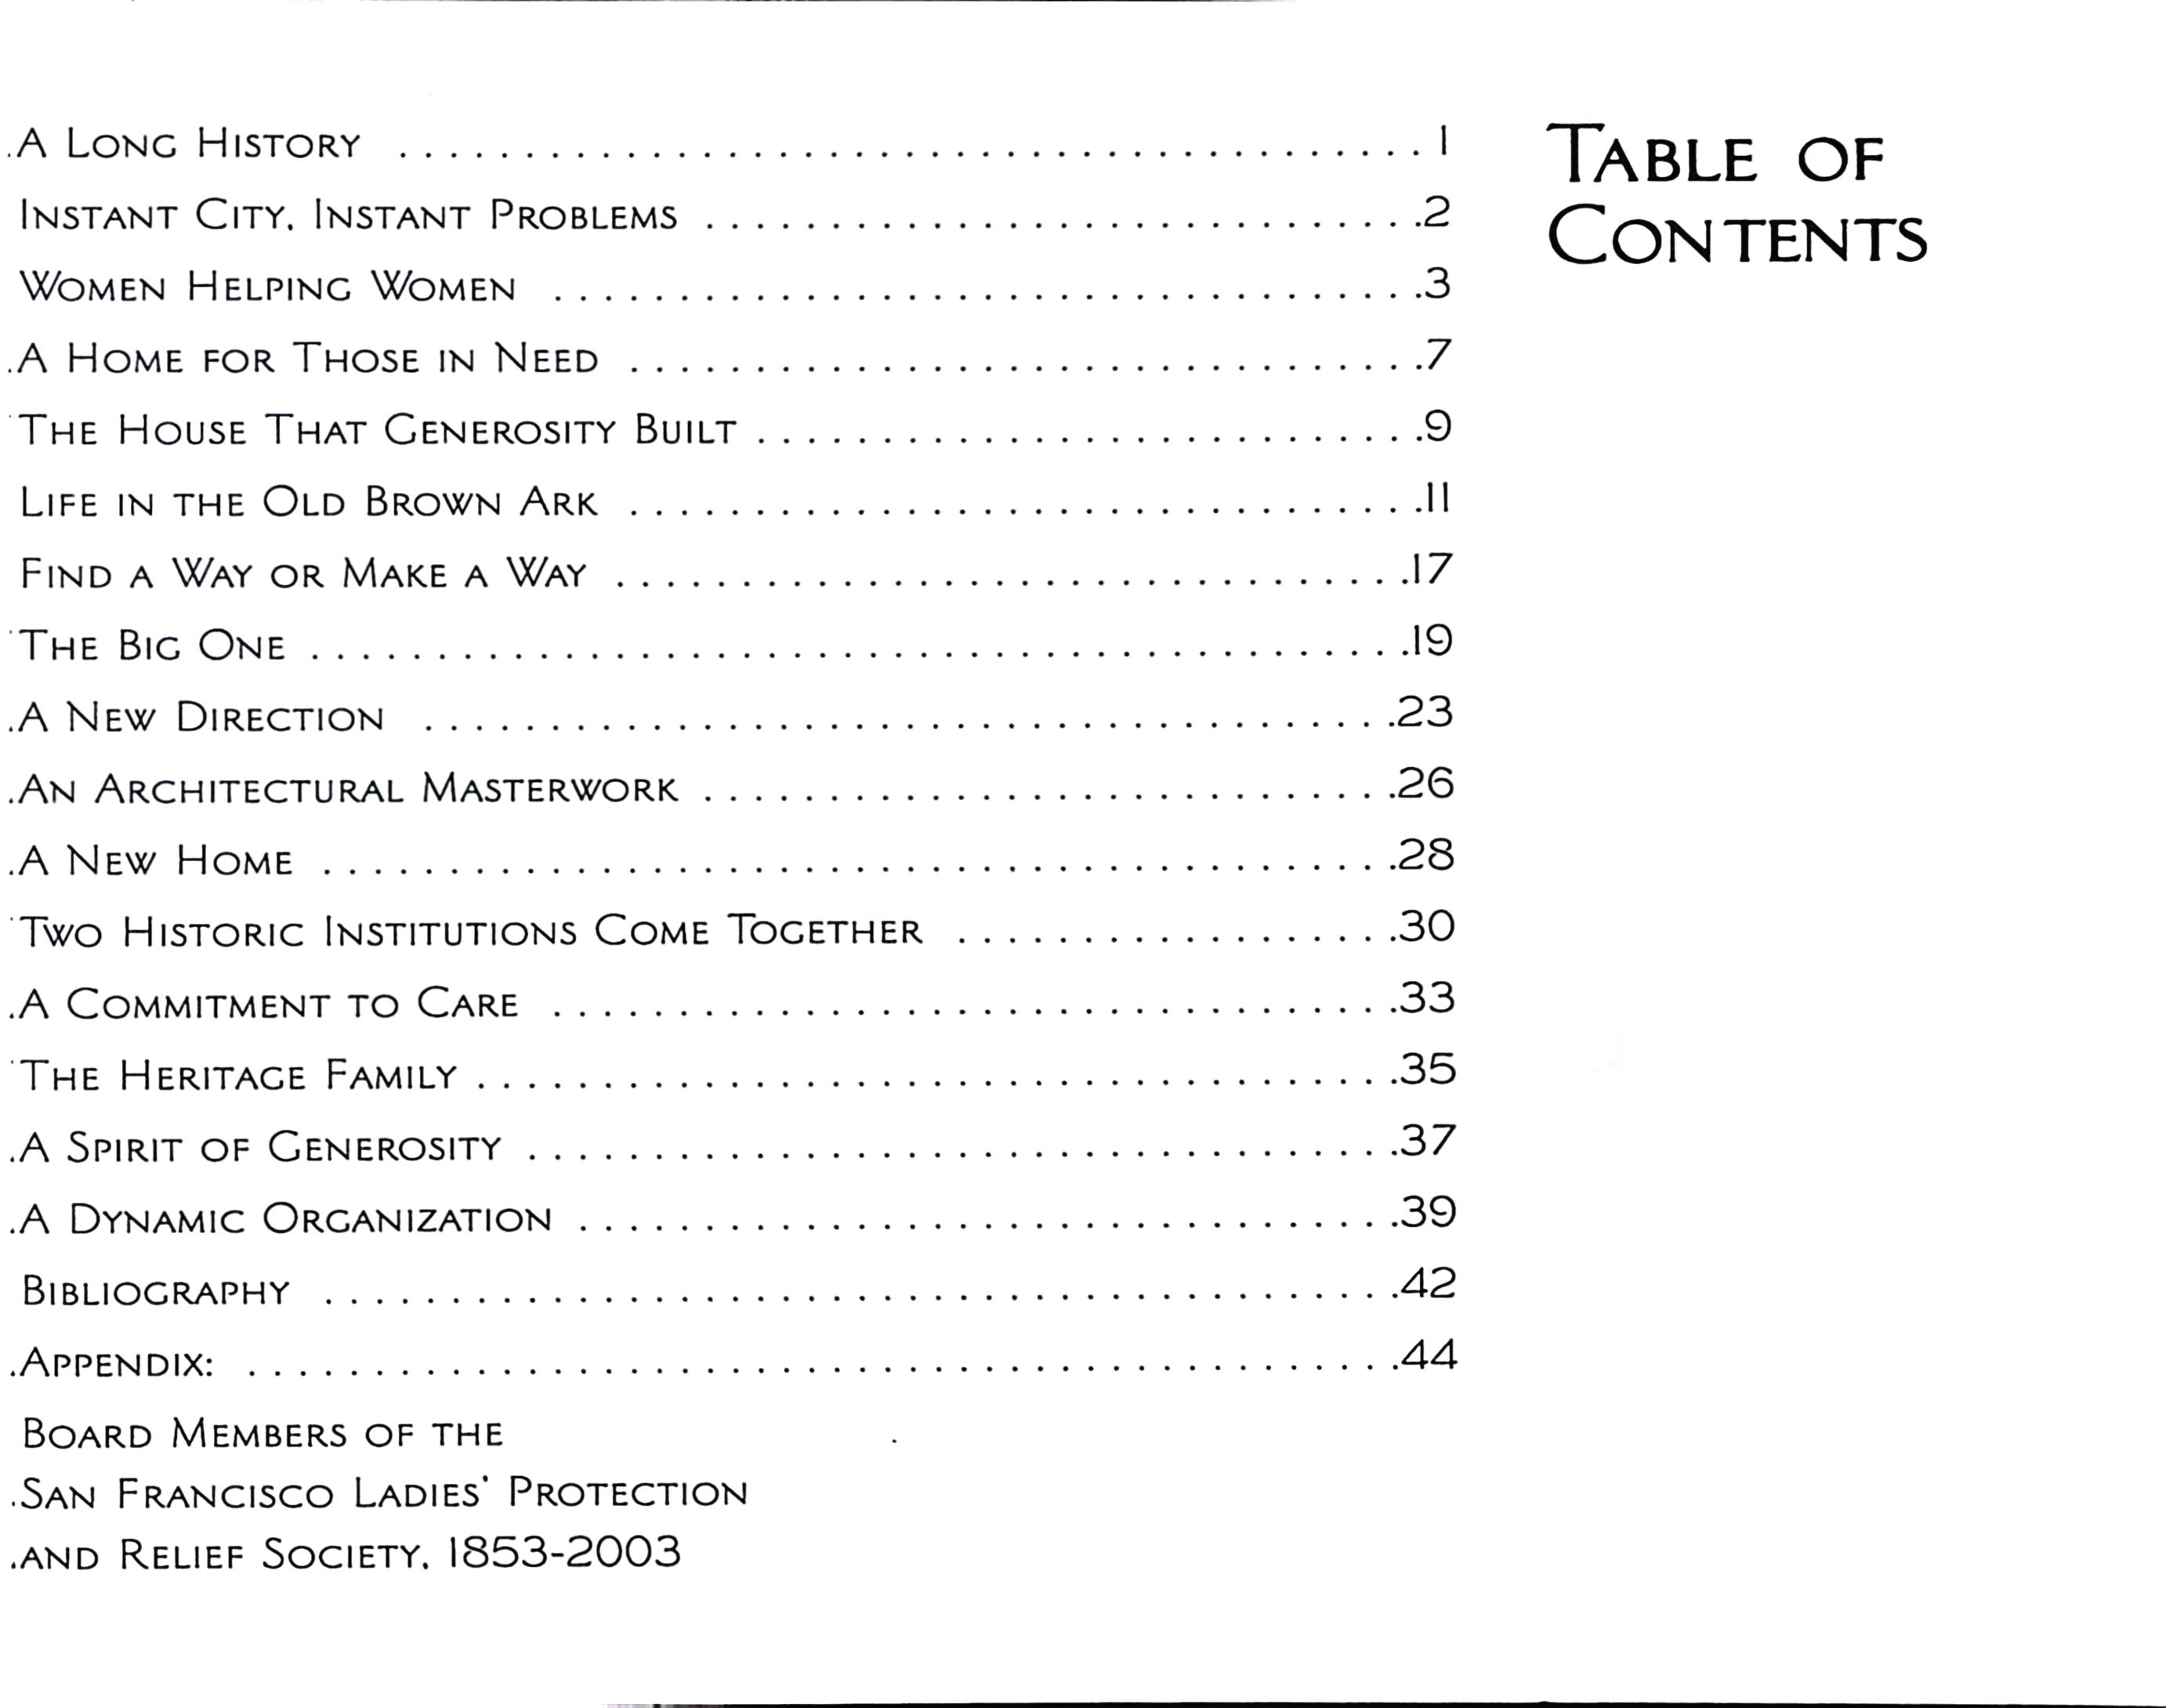 Table of
Contents
A Long History . . . . . . . . . . . . . . . . . . . . . . . . . . . . . . . . . . . . . . . . . 1
Instant City, Instant Problems . . . . . . . . . . . . . . . . . . . . . . . . . . . . .2
Women Helping Women . . . . . . . . . . . . . . . . . . . . . . . . . . . . . . . . . . .3
A Home for Those in Need . . . . . . . . . . . . . . . . . . . . . . . . . . . . . . . .7
The House That Generosity Built . . . . . . . . . . . . . . . . . . . . . . . . . . .9
Life in the Old Brown Ark . . . . . . . . . . . . . . . . . . . . . . . . . . . . . . . .11
Find a Way or Make a Way . . . . . . . . . . . . . . . . . . . . . . . . . . . . . . . .17
The Big One . . . . . . . . . . . . . . . . . . . . . . . . . . . . . . . . . . . . . . . . . . . .19
A New Direction . . . . . . . . . . . . . . . . . . . . . . . . . . . . . . . . . . . . . . .23
An Architectural Masterwork . . . . . . . . . . . . . . . . . . . . . . . . . . . .26
A New Home . . . . . . . . . . . . . . . . . . . . . . . . . . . . . . . . . . . . . . . . . . .28
Two Historic Institutions Come Together . . . . . . . . . . . . . . . . . .30
A Commitment to Care . . . . . . . . . . . . . . . . . . . . . . . . . . . . . . . . . .33
The Heritage Family . . . . . . . . . . . . . . . . . . . . . . . . . . . . . . . . . . . . .35
A Spirit of Generosity . . . . . . . . . . . . . . . . . . . . . . . . . . . . . . . . . . .37
A Dynamic Organization . . . . . . . . . . . . . . . . . . . . . . . . . . . . . . . . .39
Bibliography . . . . . . . . . . . . . . . . . . . . . . . . . . . . . . . . . . . . . . . . . . .42
Appendix: . . . . . . . . . . . . . . . . . . . . . . . . . . . . . . . . . . . . . . . . . . . . . .44
Board Members of the
San Francisco Ladies' Protection
and Relief Society, 1853-2003